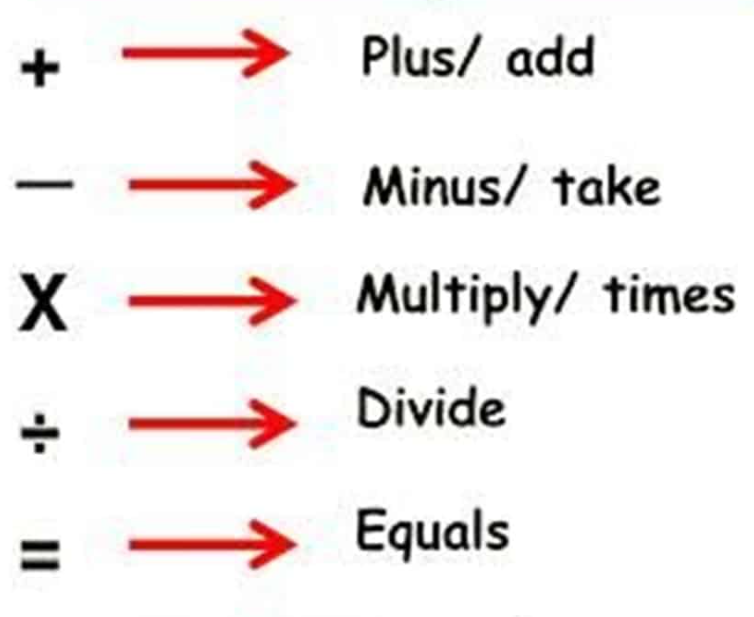 + Plus/ add
— Minus/ take
X Multiply/ times
÷ Divide
= Equals